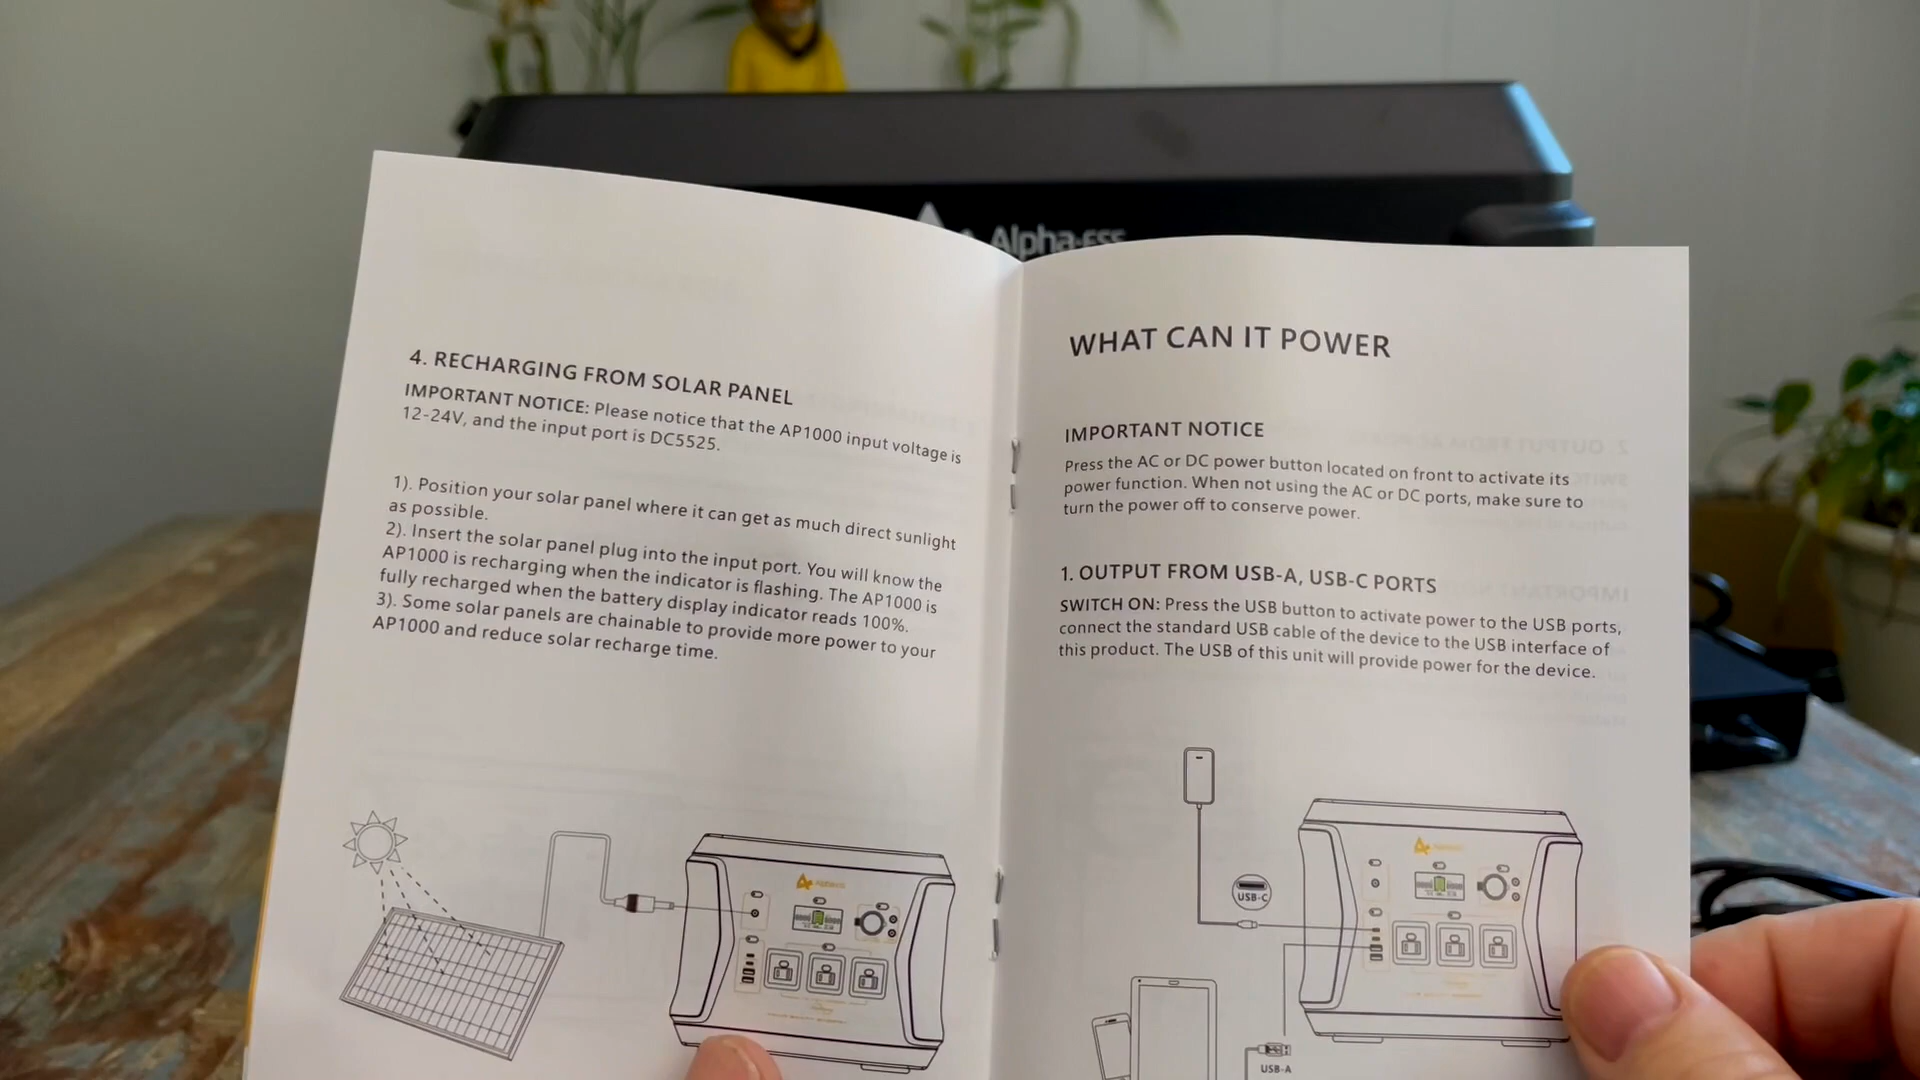 Alpha-ESS
4. RECHARGING FROM SOLAR PANEL
IMPORTANT NOTICE: Please notice that the AP1000 input voltage is
12-24V, and the input port is DC5525.
1). Position your solar panel where it can get as much direct sunlight
as possible.
2). Insert the solar panel plug into the input port. You will know the
AP1000 is recharging when the indicator is flashing. The AP1000 is
fully recharged when the battery display indicator reads 100%.
3). Some solar panels are chainable to provide more power to your
AP1000 and reduce solar recharge time.
WHAT CAN IT POWER
IMPORTANT NOTICE
Press the AC or DC power button located on front to activate its
power function. When not using the AC or DC ports, make sure to
turn the power off to conserve power.
1. OUTPUT FROM USB-A, USB-C PORTS
SWITCH ON: Press the USB button to activate power to the USB ports,
connect the standard USB cable of the device to the USB interface of
this product. The USB of this unit will provide power for the device.
USB-C
USB-A